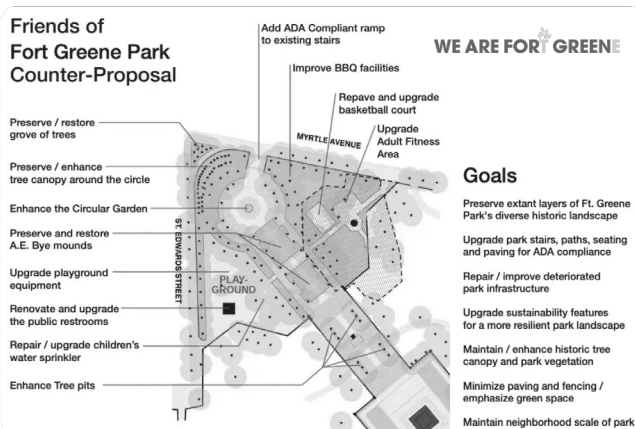 Friends of
Fort Greene Park
Counter-Proposal
Add ADA Compliant ramp
to existing stairs
WE ARE FORT GREENE
Improve BBQ facilities
Repave and upgrade
basketball court
Upgrade
Adult Fitness
Area
MYRTLE AVENUE
Preserve / restore
grove of trees
Preserve / enhance
tree canopy around the circle
Enhance the Circular Garden
Preserve and restore
A.E. Bye mounds
Upgrade playground
equipment
Renovate and upgrade
the public restrooms
Repair / upgrade children's
water sprinkler
Enhance Tree pits
ST. EDWARDS STREET
PLAY-
GROUND
Goals
Preserve extant layers of Ft. Greene
Park's diverse historic landscape
Upgrade park stairs, paths, seating
and paving for ADA compliance
Repair / improve deteriorated
park infrastructure
Upgrade sustainability features
for a more resilient park landscape
Maintain / enhance historic tree
canopy and park vegetation
Minimize paving and fencing /
emphasize green space
Maintain neighborhood scale of park